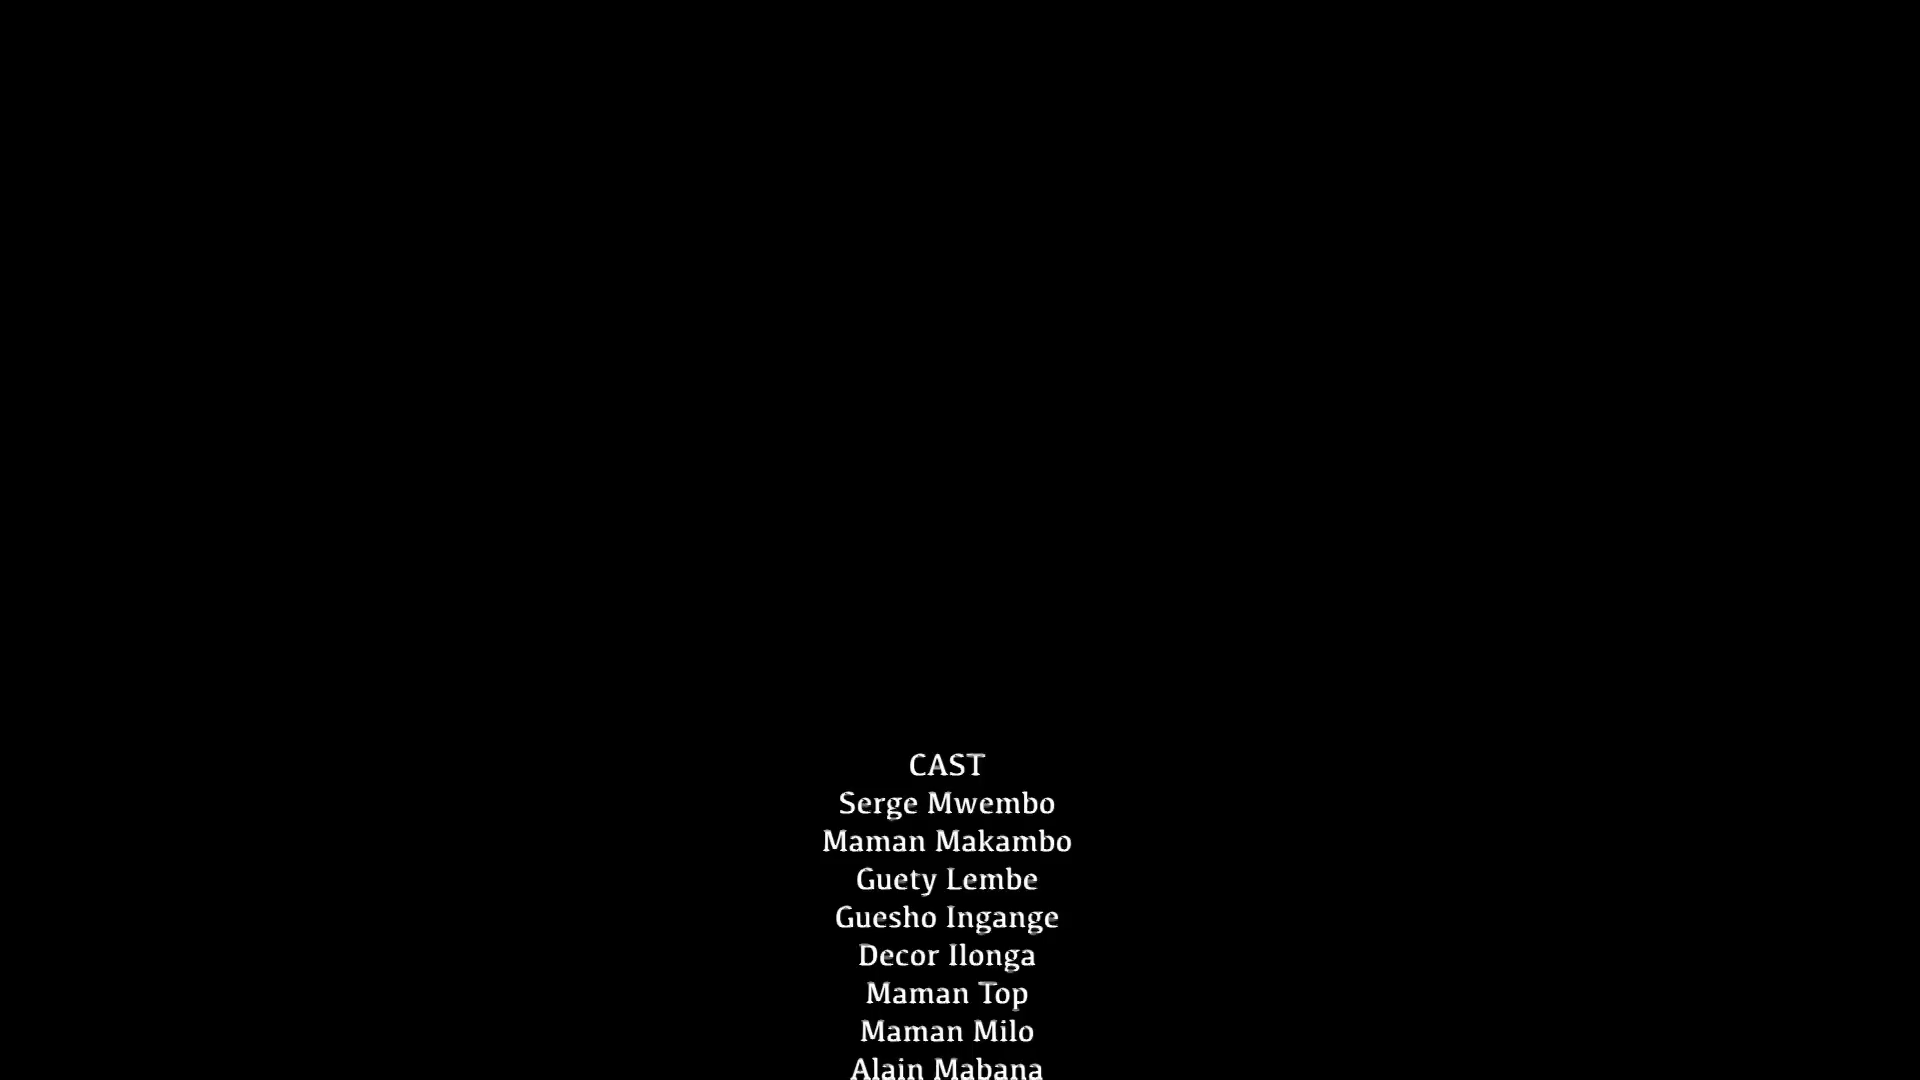 CAST
Serge Mwembo
Maman Makambo
Guety Lembe
Guesho Ingange
Decor Ilonga
Maman Top
Maman Milo
Alain Mabana